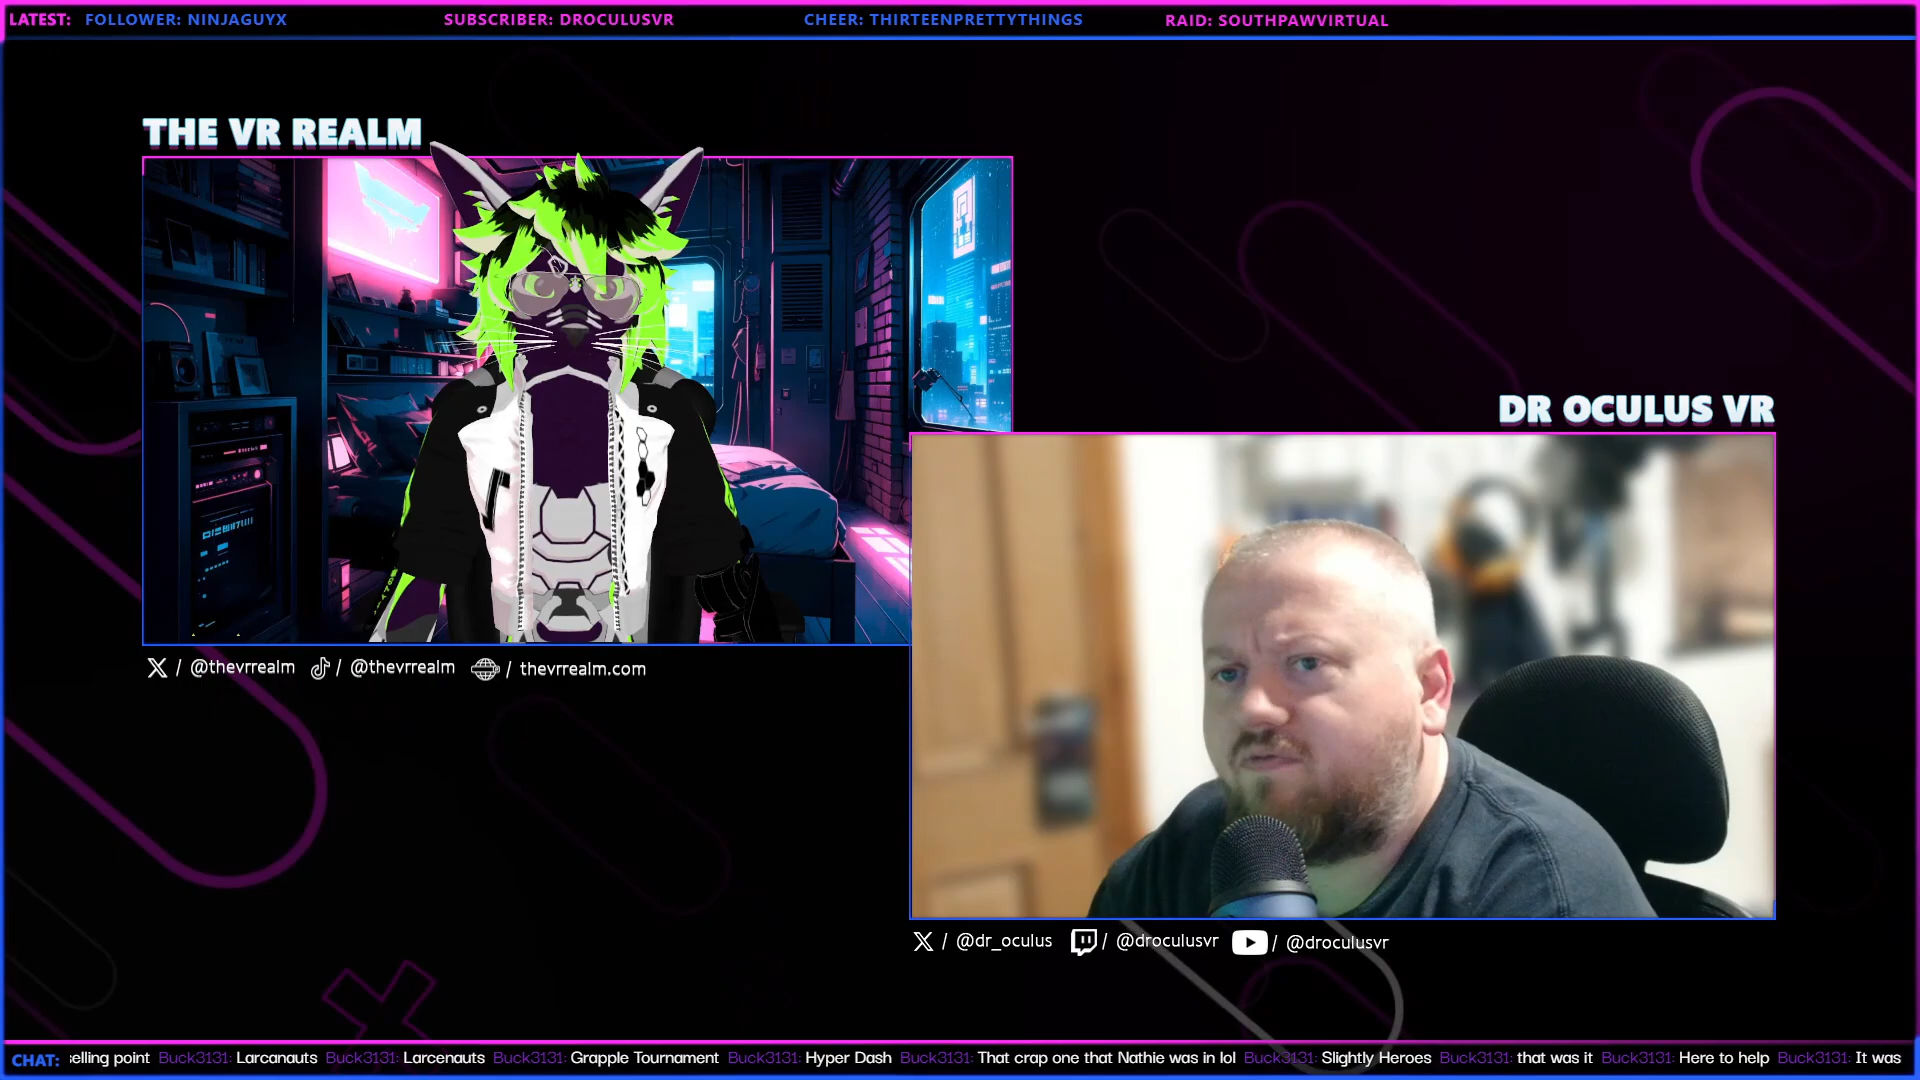 LATEST: FOLLOWER: NINJAGUYX SUBSCRIBER: DROCULUSVR CHEER: THIRTEENPRETTYTHINGS RAID: SOUTHPAWVIRTUAL
THE VR REALM
/ @thevrrealm / @thevrrealm / thevrrealm.com
DR OCULUS VR
/ @dr_oculus / @droculusvr / @droculusvr
CHAT: selling point Buck3131: Larcanauts Buck3131: Larcenauts Buck3131: Grapple Tournament Buck3131: Hyper Dash Buck3131: That crap one that Nathie was in lol Buck3131: Slightly Heroes Buck3131: that was it Buck3131: Here to help Buck3131: It was